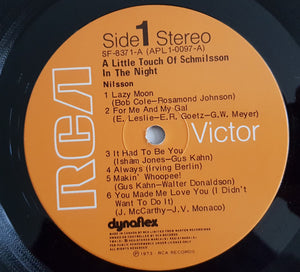 Side 1 Stereo
SF-8371-A (APL1-0097-A)
A Little Touch Of Schmilsson
In The Night
Nilsson
1 Lazy Moon
(Bob Cole-Rosamond Johnson)
2 For Me And My Gal
(E. Leslie-E.R. Goetz-G.W. Meyer)
RCA
Victor
3 It Had To Be You
(Isham Jones-Gus Kahn)
4 Always (Irving Berlin)
5 Makin' Whoopee!
(Gus Kahn-Walter Donaldson)
6 You Made Me Love You (I Didn't
Want To Do It)
(J. McCarthy-J.V. Monaco)
dynaflex